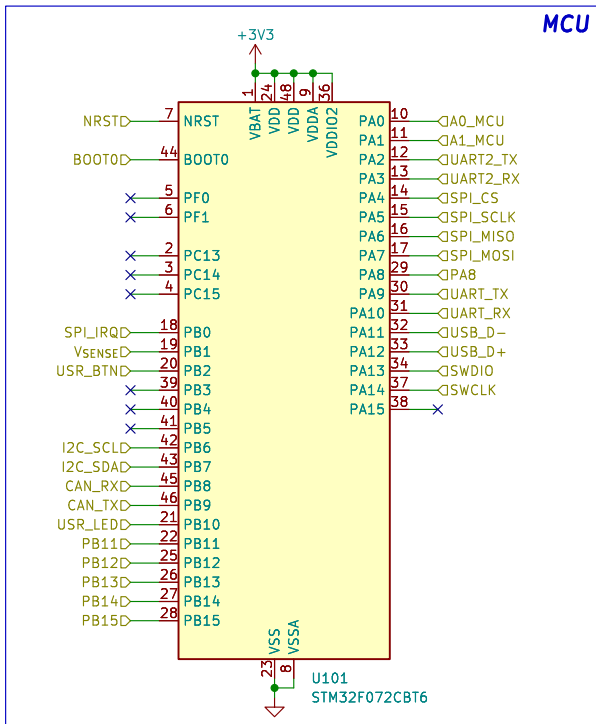 MCU
+3V3
1 24 48 9 36
VBAT VDD VDD VDDA VDDIO2
NRST 7 NRST PA0 10 A0_MCU
PA1 11 A1_MCU
BOOT0 44 BOOT0 PA2 12 UART2_TX
PA3 13 UART2_RX
5 PF0 PA4 14 SPI_CS
6 PF1 PA5 15 SPI_SCLK
PA6 16 SPI_MISO
2 PC13 PA7 17 SPI_MOSI
3 PC14 PA8 29 PA8
4 PC15 PA9 30 UART_TX
PA10 31 UART_RX
SPI_IRQ 18 PB0 PA11 32 USB_D-
VSENSE 19 PB1 PA12 33 USB_D+
USR_BTN 20 PB2 PA13 34 SWDIO
39 PB3 PA14 37 SWCLK
40 PB4 PA15 38
41 PB5
I2C_SCL 42 PB6
I2C_SDA 43 PB7
CAN_RX 45 PB8
CAN_TX 46 PB9
USR_LED 21 PB10
PB11 22 PB11
PB12 25 PB12
PB13 26 PB13
PB14 27 PB14
PB15 28 PB15
VSS VSSA
23 8
U101
STM32F072CBT6